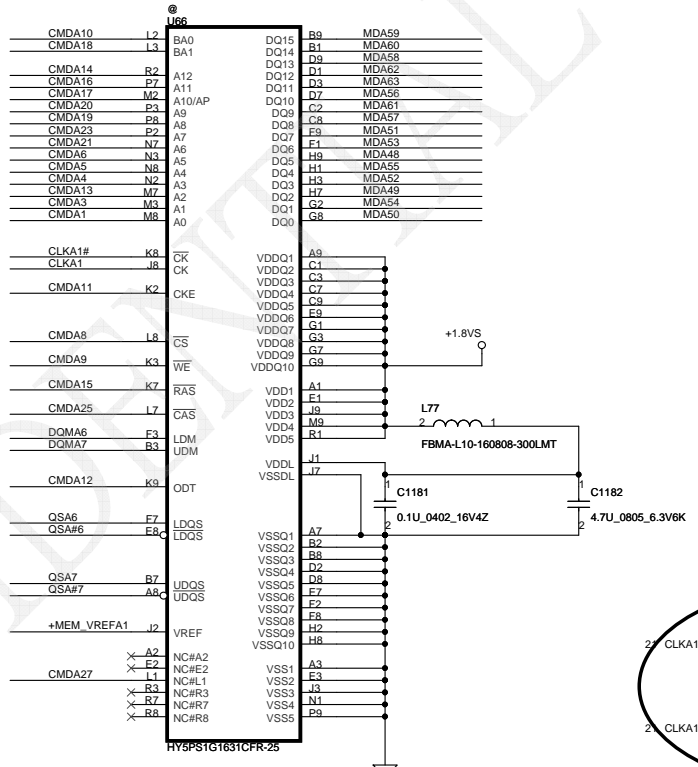 @
U66
CMDA10 L2 BA0 DQ15 B9 MDA59
CMDA18 L3 BA1 DQ14 B1 MDA60
DQ13 D9 MDA58
CMDA14 R2 A12 DQ12 D1 MDA62
CMDA16 P7 A11 DQ11 D3 MDA63
CMDA17 M2 A10/AP DQ10 D7 MDA56
CMDA20 P3 A9 DQ9 C2 MDA61
CMDA19 P8 A8 DQ8 C8 MDA57
CMDA23 P2 A7 DQ7 F9 MDA51
CMDA21 N7 A6 DQ6 F1 MDA53
CMDA6 N3 A5 DQ5 H9 MDA48
CMDA5 N8 A4 DQ4 H1 MDA55
CMDA4 N2 A3 DQ3 H3 MDA52
CMDA13 M7 A2 DQ2 H7 MDA49
CMDA3 M3 A1 DQ1 G2 MDA54
CMDA1 M8 A0 DQ0 G8 MDA50
CLKA1# K8 CK VDDQ1 A9
CLKA1 J8 CK VDDQ2 C1
VDDQ3 C3
CMDA11 K2 CKE VDDQ4 C7
VDDQ5 C9
VDDQ6 E9
VDDQ7 G1
CMDA8 L8 CS VDDQ8 G3
VDDQ9 G7
CMDA9 K3 WE VDDQ10 G9
+1.8VS
CMDA15 K7 RAS VDD1 A1
VDD2 E1
CMDA25 L7 CAS VDD3 J9
VDD4 M9
DQMA6 F3 LDM VDD5 R1
DQMA7 B3 UDM
L77
2 1
FBMA-L10-160808-300LMT
VDDL J1
VSSDL J7
CMDA12 K9 ODT
1 C1181
0.1U_0402_16V4Z
2
1 C1182
4.7U_0805_6.3V6K
2
QSA6 F7 LDQS
QSA#6 E8 LDQS VSSQ1 A7
VSSQ2 B2
VSSQ3 B8
VSSQ4 D2
QSA7 B7 UDQS VSSQ5 D8
QSA#7 A8 UDQS VSSQ6 E7
VSSQ7 F2
VSSQ8 F8
+MEM_VREFA1 J2 VREF VSSQ9 H2
VSSQ10 H8
A2 NC#A2
E2 NC#E2 VSS1 A3
CMDA27 L1 NC#L1 VSS2 E3
R3 NC#R3 VSS3 J3
R7 NC#R7 VSS4 N1
R8 NC#R8 VSS5 P9
HY5PS1G1631CFR-25
CLKA1
CLKA1